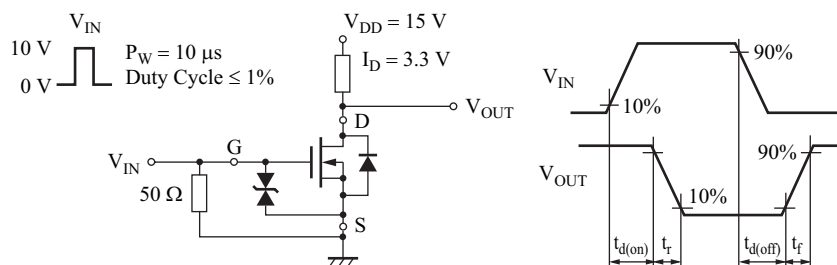 V_IN
10 V
0 V
P_W = 10 µs
Duty Cycle ≤ 1%
V_DD = 15 V
I_D = 3.3 V
V_OUT
D
G
V_IN
50 Ω
S
V_IN
90%
10%
V_OUT
90%
10%
t_d(on) t_r t_d(off) t_f